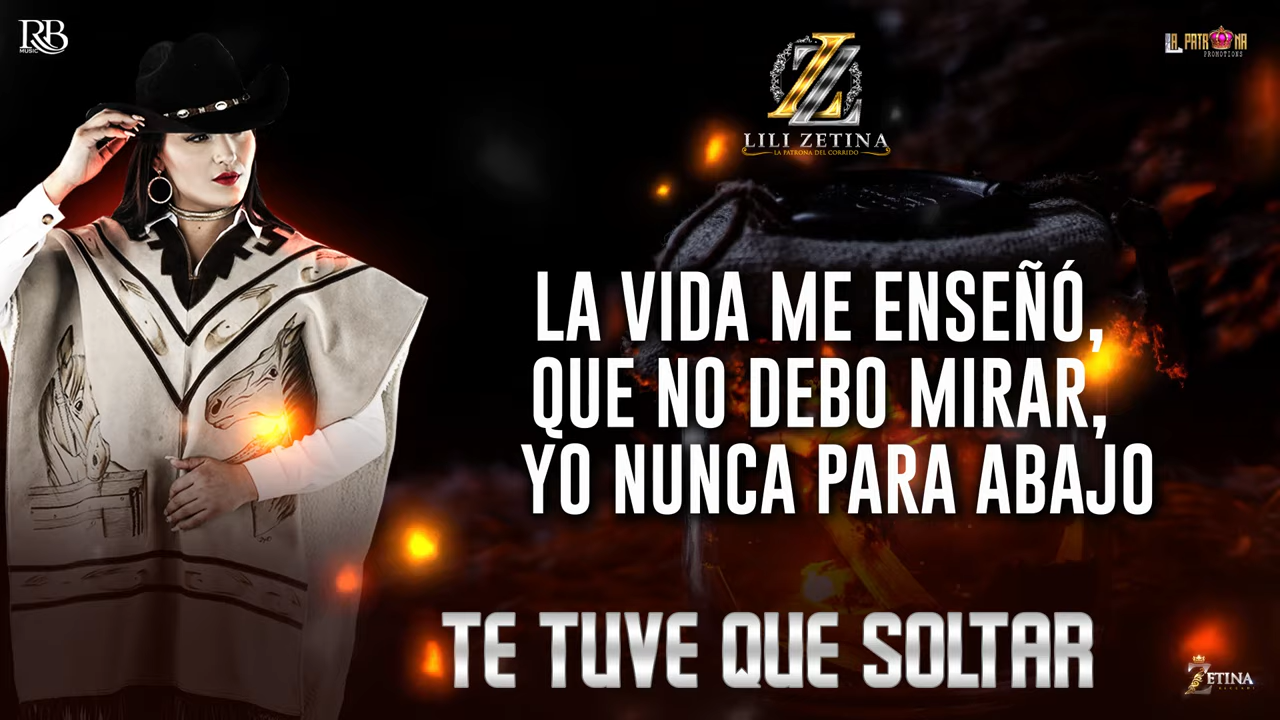 RB
MUSIC
LA PATRONA
PROMOTIONS
LILI ZETINA
LA PATRONA DEL CORRIDO
LA VIDA ME ENSEÑÓ,
QUE NO DEBO MIRAR,
YO NUNCA PARA ABAJO
TE TUVE QUE SOLTAR
ZETINA